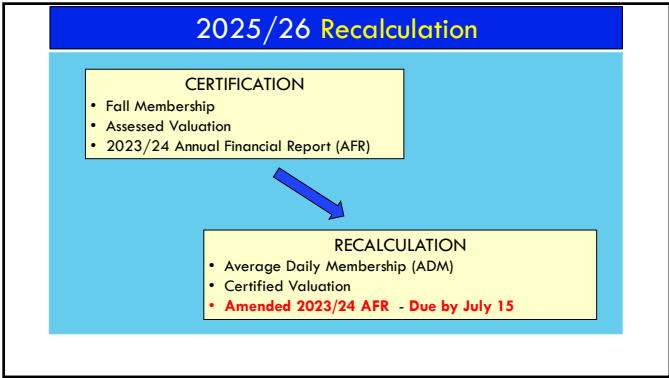 2025/26 Recalculation
CERTIFICATION
• Fall Membership
• Assessed Valuation
• 2023/24 Annual Financial Report (AFR)
RECALCULATION
• Average Daily Membership (ADM)
• Certified Valuation
• Amended 2023/24 AFR - Due by July 15